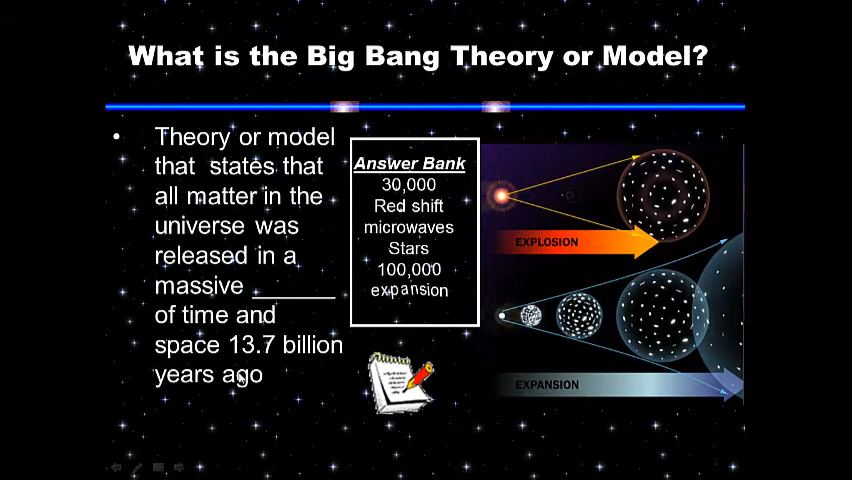 What is the Big Bang Theory or Model?
• Theory or model
that states that
all matter in the
universe was
released in a
massive ______
of time and
space 13.7 billion
years ago
Answer Bank
30,000
Red shift
microwaves
Stars
100,000
expansion
EXPLOSION
EXPANSION